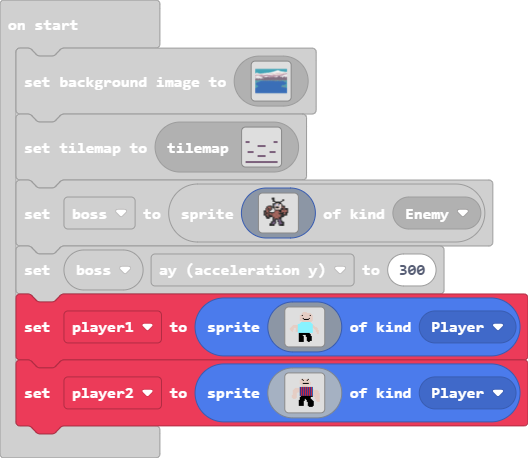 on start
set background image to
set tilemap to tilemap
set boss to sprite of kind Enemy
set boss ay (acceleration y) to 300
set player1 to sprite of kind Player
set player2 to sprite of kind Player